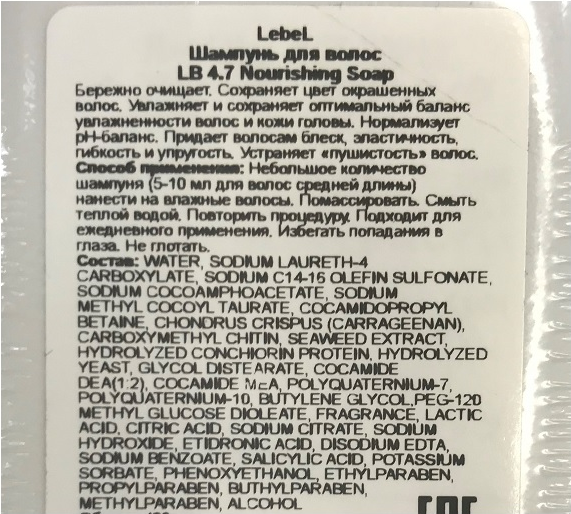 LebeL
Шампунь для волос
LB 4.7 Nourishing Soap
Бережно очищает. Сохраняет цвет окрашенных
волос. Увлажняет и сохраняет оптимальный баланс
увлажненности волос и кожи головы. Нормализует
pH-баланс. Придает волосам блеск, эластичность,
гибкость и упругость. Устраняет «пушистость» волос.
Способ применения: Небольшое количество
шампуня (5-10 мл для волос средней длины)
нанести на влажные волосы. Помассировать. Смыть
теплой водой. Повторить процедуру. Подходит для
ежедневного применения. Избегать попадания в
глаза. Не глотать.
Состав: WATER, SODIUM LAURETH-4
CARBOXYLATE, SODIUM C14-16 OLEFIN SULFONATE,
SODIUM COCOAMPHOACETATE, SODIUM
METHYL COCOYL TAURATE, COCAMIDOPROPYL
BETAINE, CHONDRUS CRISPUS (CARRAGEENAN),
CARBOXYMETHYL CHITIN, SEAWEED EXTRACT,
HYDROLYZED CONCHIORIN PROTEIN, HYDROLYZED
YEAST, GLYCOL DISTEARATE, COCAMIDE
DEA(1:2), COCAMIDE MEA, POLYQUATERNIUM-7,
POLYQUATERNIUM-10, BUTYLENE GLYCOL,PEG-120
METHYL GLUCOSE DIOLEATE, FRAGRANCE, LACTIC
ACID, CITRIC ACID, SODIUM CITRATE, SODIUM
HYDROXIDE, ETIDRONIC ACID, DISODIUM EDTA,
SODIUM BENZOATE, SALICYLIC ACID, POTASSIUM
SORBATE, PHENOXYETHANOL, ETHYLPARABEN,
PROPYLPARABEN, BUTHYLPARABEN,
METHYLPARABEN, ALCOHOL